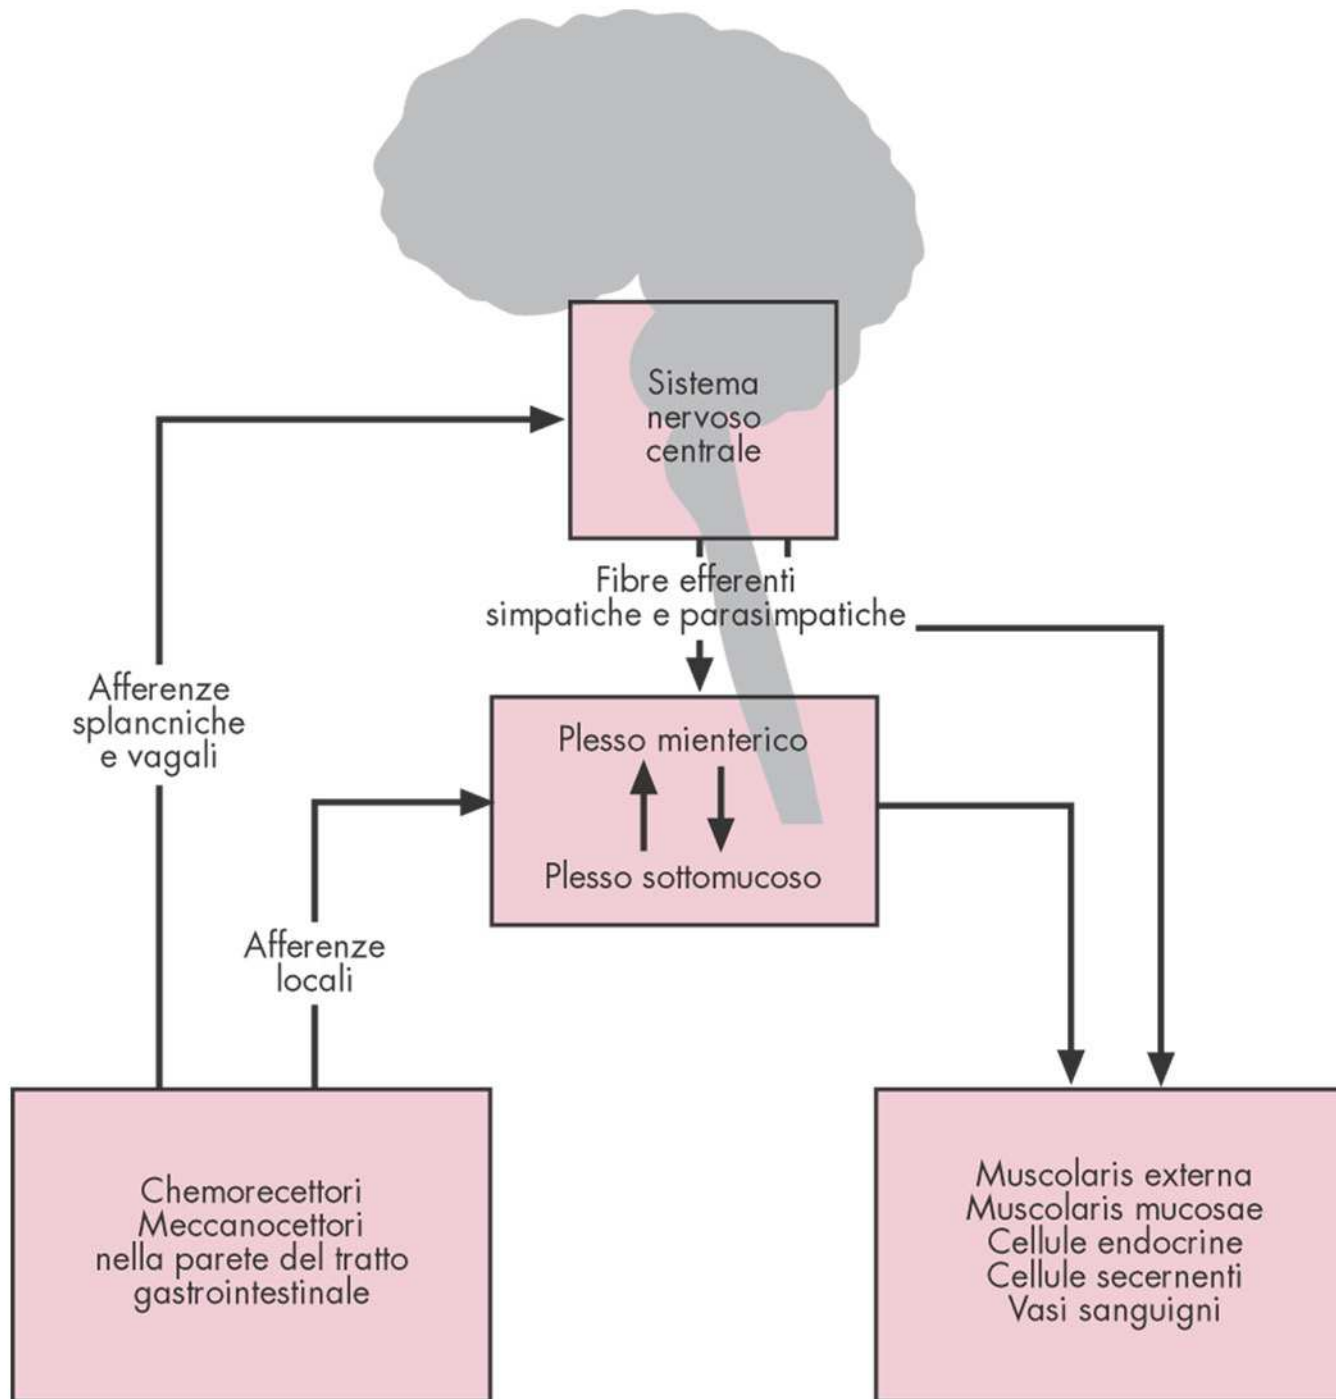 Sistema
nervoso
centrale
Fibre efferenti
simpatiche e parasimpatiche
Afferenze
splancniche
e vagali
Plesso mienterico
Plesso sottomucoso
Afferenze
locali
Chemorecettori
Meccanocettori
nella parete del tratto
gastrointestinale
Muscolaris externa
Muscolaris mucosae
Cellule endocrine
Cellule secernenti
Vasi sanguigni